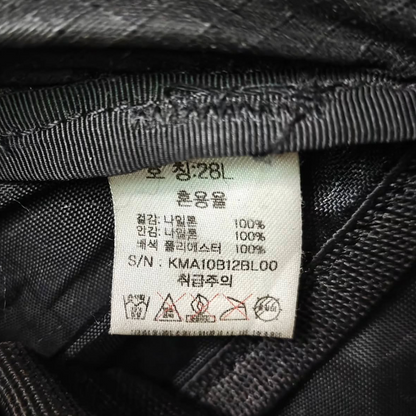 호 칭:28L
혼용율
겉감: 나일론 100%
안감: 나일론 100%
배색 폴리에스터 100%
S/N : KMA10B12BL00
취급주의